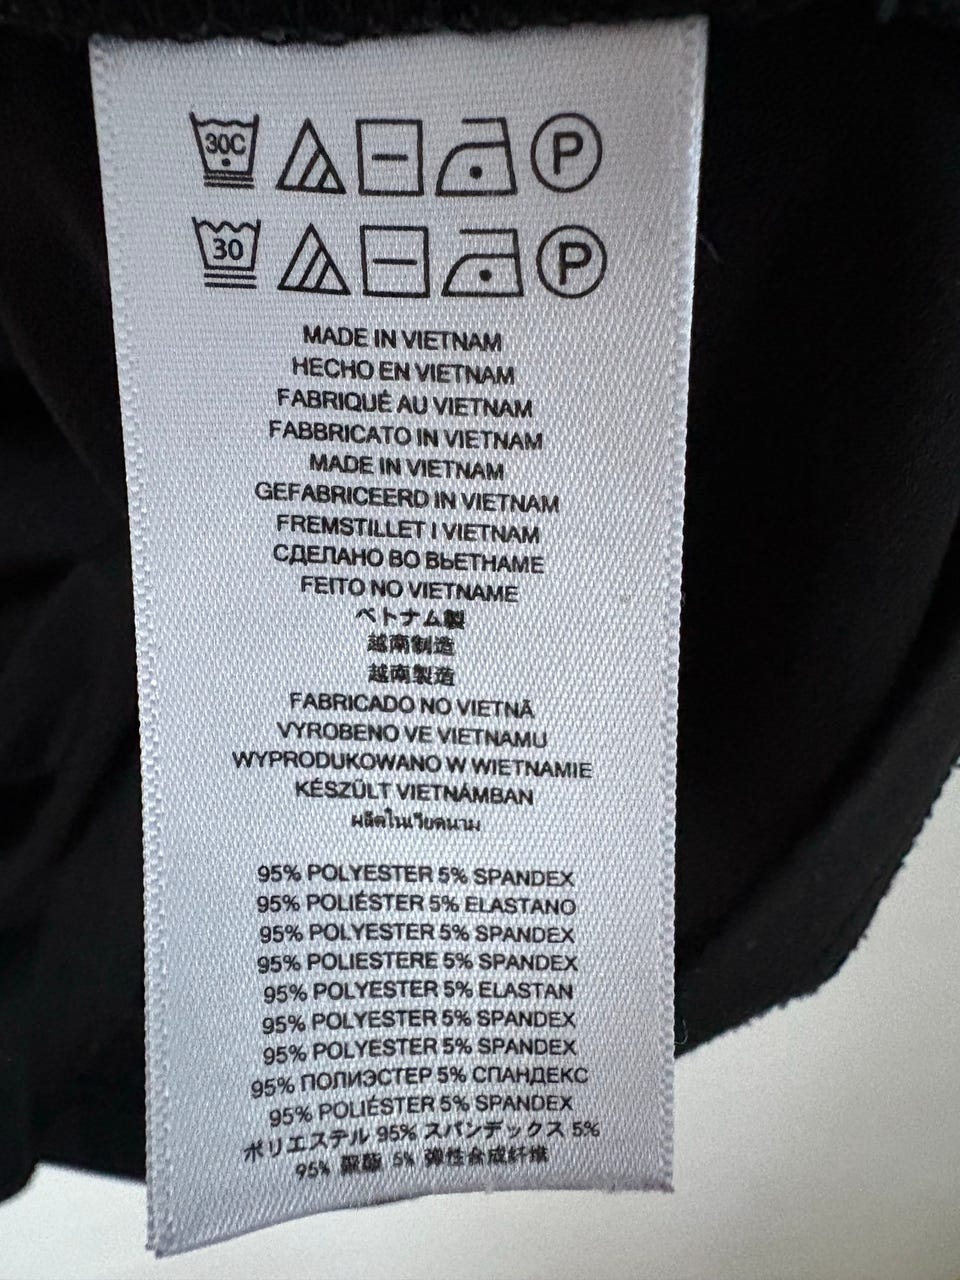 30C P
30 P
MADE IN VIETNAM
HECHO EN VIETNAM
FABRIQUÉ AU VIETNAM
FABBRICATO IN VIETNAM
MADE IN VIETNAM
GEFABRICEERD IN VIETNAM
FREMSTILLET I VIETNAM
СДЕЛАНО ВО ВЬЕТНАМЕ
FEITO NO VIETNAME
ベトナム製
越南制造
越南製造
FABRICADO NO VIETNÃ
VYROBENO VE VIETNAMU
WYPRODUKOWANO W WIETNAMIE
KÉSZÜLT VIETNÁMBAN
ผลิตในเวียดนาม
95% POLYESTER 5% SPANDEX
95% POLIÉSTER 5% ELASTANO
95% POLYESTER 5% SPANDEX
95% POLIESTERE 5% SPANDEX
95% POLYESTER 5% ELASTAN
95% POLYESTER 5% SPANDEX
95% POLYESTER 5% SPANDEX
95% ПОЛИЭСТЕР 5% СПАНДЕКС
95% POLIÉSTER 5% SPANDEX
ポリエステル 95% スパンデックス 5%
95% 聚酯 5% 弹性合成纤维